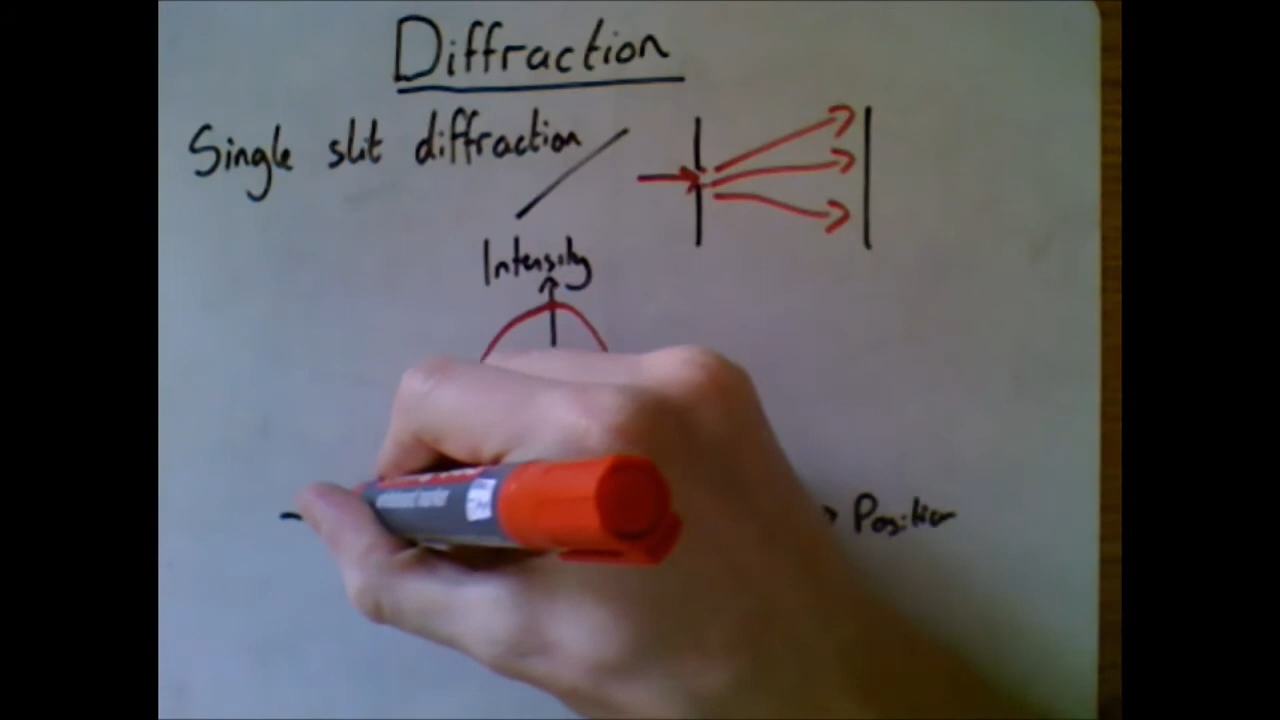 Diffraction
Single slit diffraction
Intensity
Position